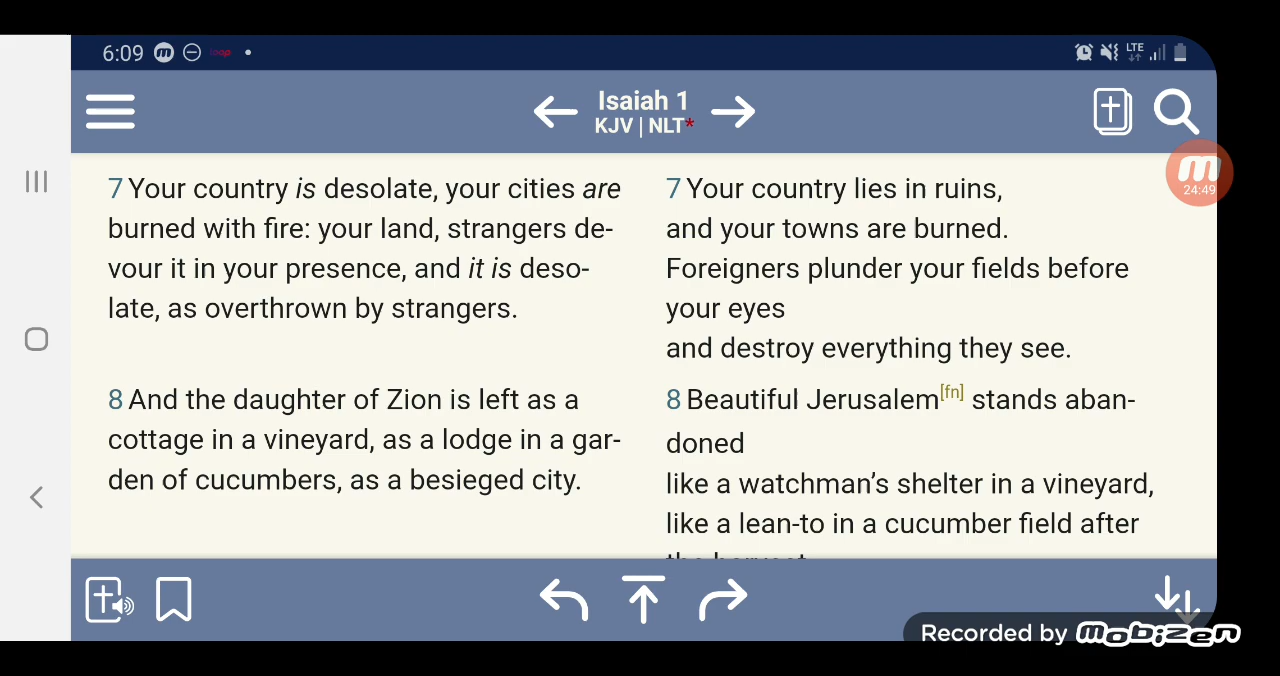 6:09
LTE
Isaiah 1
KJV | NLT*
24:49
7 Your country is desolate, your cities are
burned with fire: your land, strangers de-
vour it in your presence, and it is deso-
late, as overthrown by strangers.
8 And the daughter of Zion is left as a
cottage in a vineyard, as a lodge in a gar-
den of cucumbers, as a besieged city.
7 Your country lies in ruins,
and your towns are burned.
Foreigners plunder your fields before
your eyes
and destroy everything they see.
8 Beautiful Jerusalem[fn] stands aban-
doned
like a watchman’s shelter in a vineyard,
like a lean-to in a cucumber field after
the harvest
Recorded by Mobizen